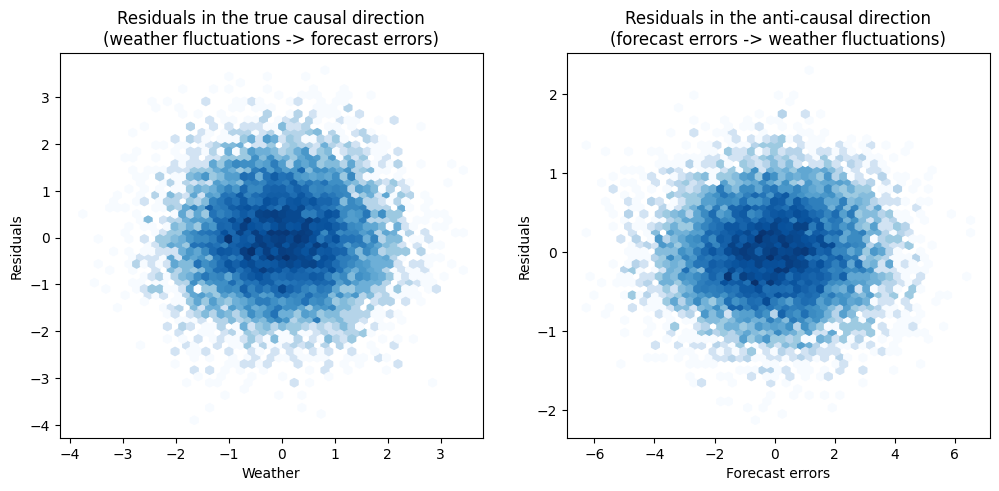 Residuals in the true causal direction
(weather fluctuations -> forecast errors)
3
2
1
0
−1
−2
−3
−4
Residuals
−4 −3 −2 −1 0 1 2 3
Weather
Residuals in the anti-causal direction
(forecast errors -> weather fluctuations)
2
1
0
−1
−2
Residuals
−6 −4 −2 0 2 4 6
Forecast errors